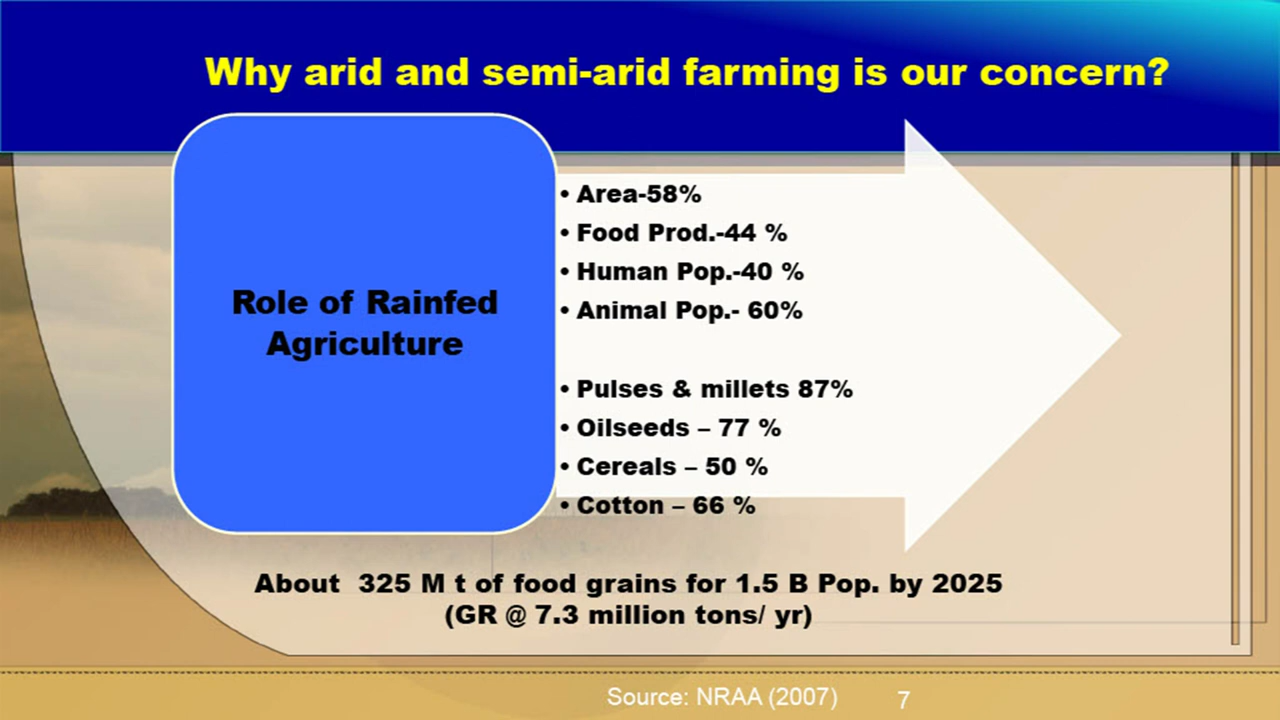 Why arid and semi-arid farming is our concern?
Role of Rainfed
Agriculture
• Area-58%
• Food Prod.-44 %
• Human Pop.-40 %
• Animal Pop.- 60%
• Pulses & millets 87%
• Oilseeds – 77 %
• Cereals – 50 %
• Cotton – 66 %
About  325 M t of food grains for 1.5 B Pop. by 2025
(GR @ 7.3 million tons/ yr)
Source: NRAA (2007)
7